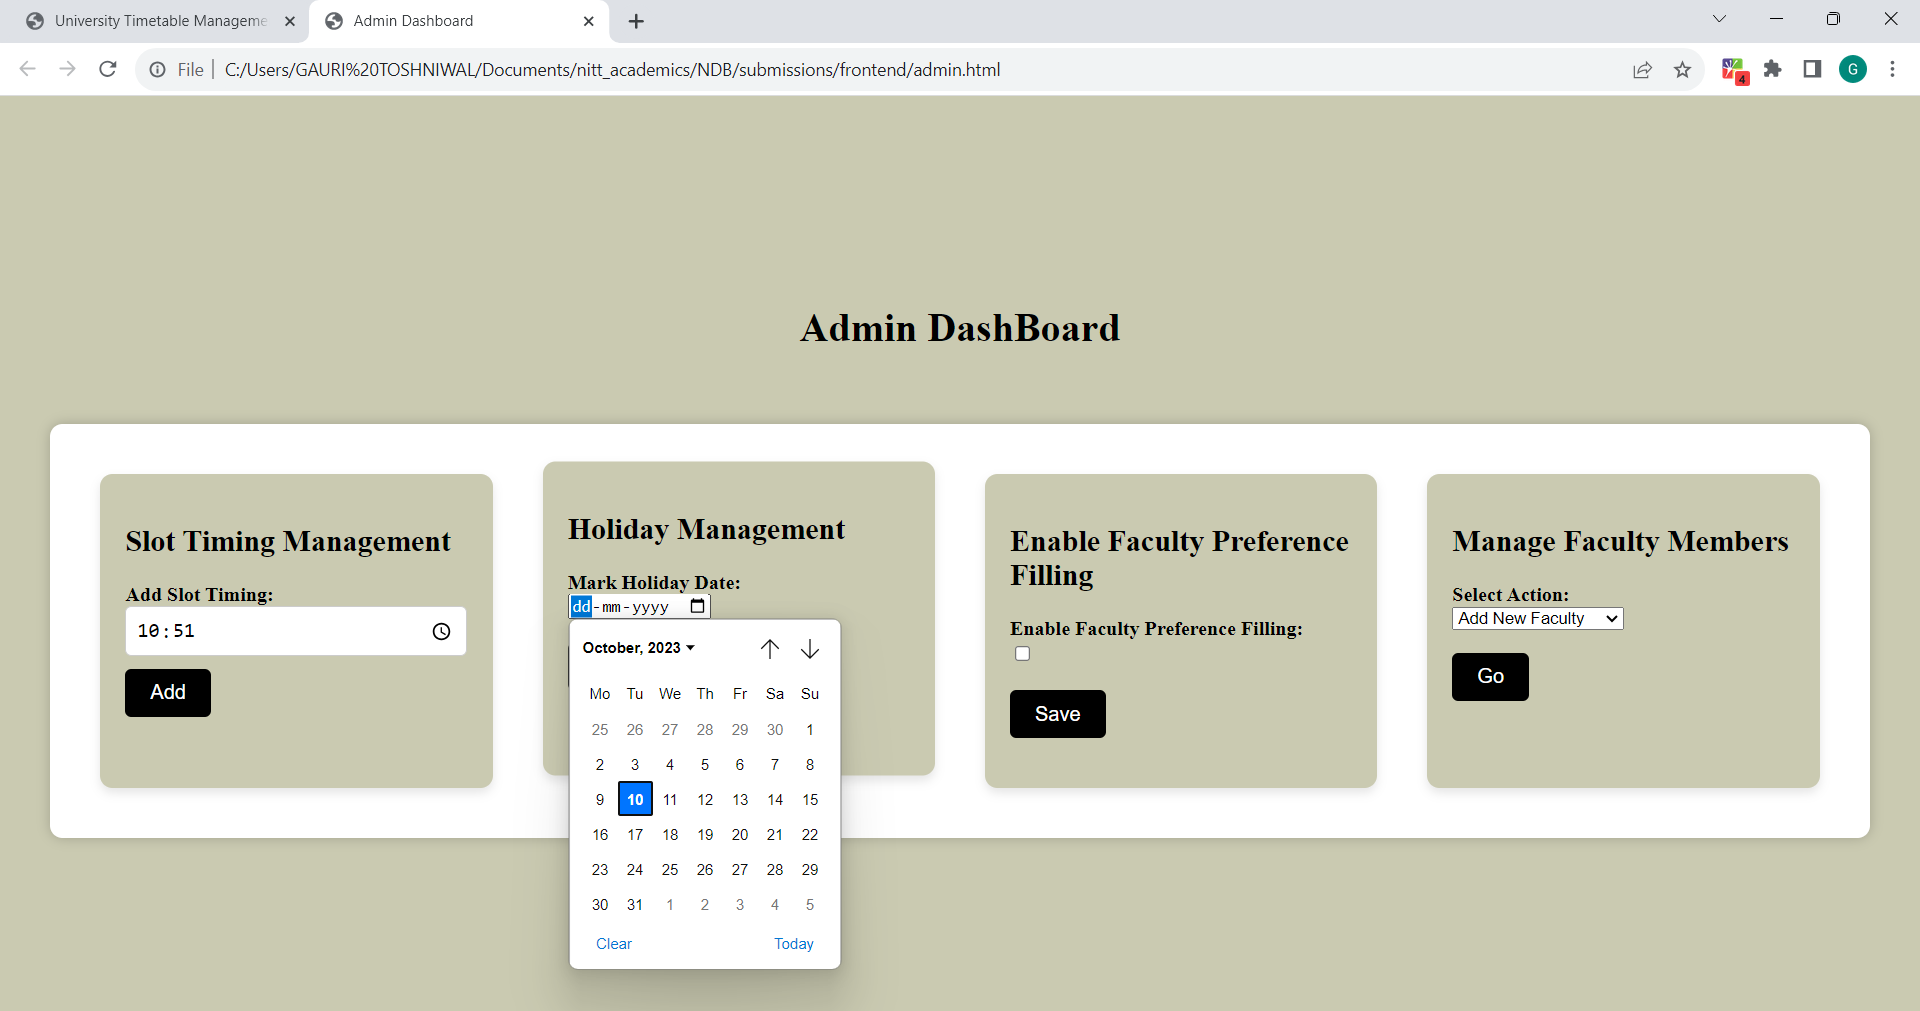 University Timetable Manageme
Admin Dashboard
File
C:/Users/GAURI%20TOSHNIWAL/Documents/nitt_academics/NDB/submissions/frontend/admin.html
4
G
Admin DashBoard
Slot Timing Management
Add Slot Timing:
10:51
Add
Holiday Management
Mark Holiday Date:
dd-mm-yyyy
October, 2023
Mo Tu We Th Fr Sa Su
25 26 27 28 29 30 1
2 3 4 5 6 7 8
9 10 11 12 13 14 15
16 17 18 19 20 21 22
23 24 25 26 27 28 29
30 31 1 2 3 4 5
Clear Today
Enable Faculty Preference
Filling
Enable Faculty Preference Filling:
Save
Manage Faculty Members
Select Action:
Add New Faculty
Go